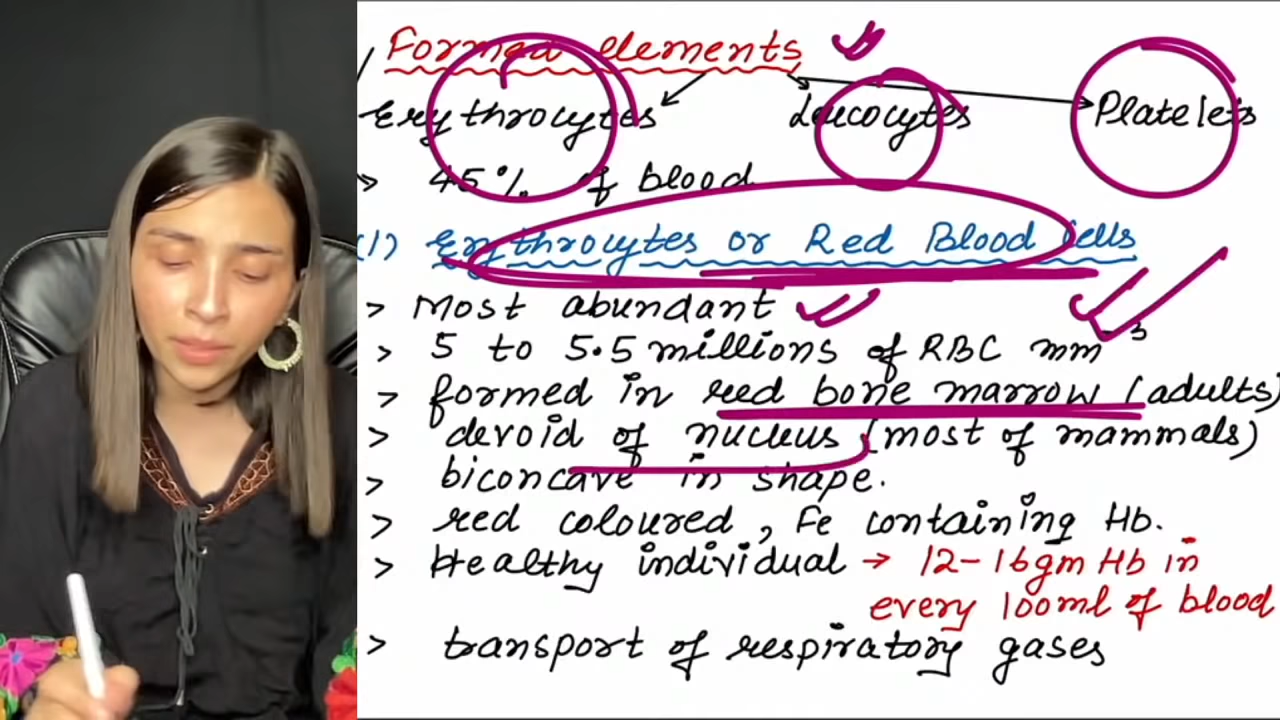 Formed elements
Erythrocytes Leucocytes Platelets
> 45% of blood
(1) Erythrocytes or Red Blood Cells
> Most abundant
> 5 to 5.5 millions of RBC mm⁻³
> formed in red bone marrow (adults)
> devoid of nucleus (most of mammals)
> biconcave in shape.
> red coloured, Fe containing Hb.
> Healthy individual → 12-16gm Hb in
every 100ml of blood
> transport of respiratory gases